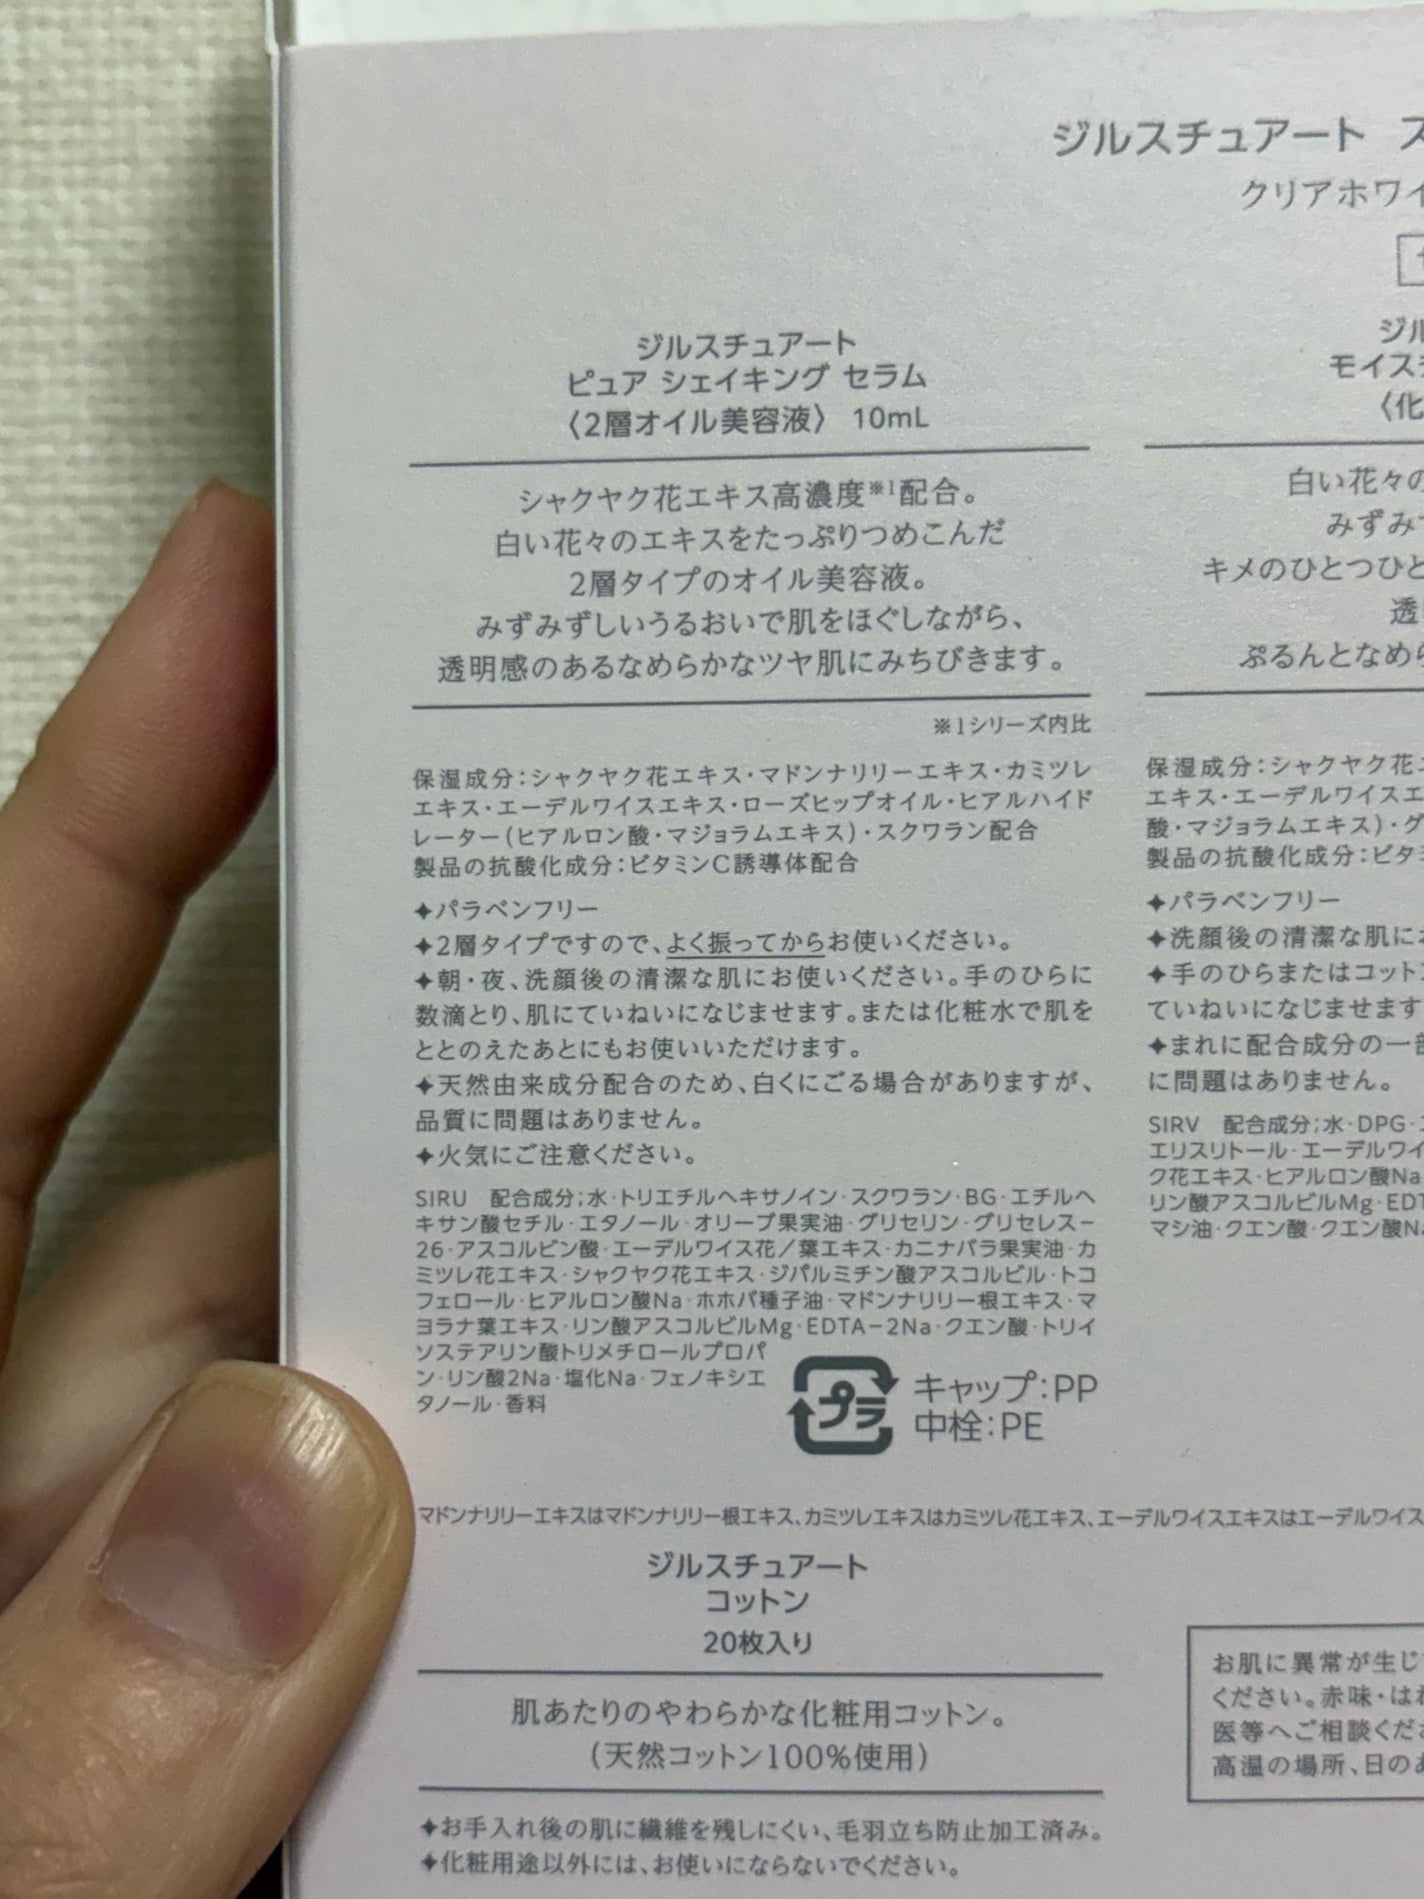 ジルスチュアート ス
クリアホワイ
ジルスチュアート
ピュア シェイキング セラム
〈2層オイル美容液〉 10mL
シャクヤク花エキス高濃度※1配合。
白い花々のエキスをたっぷりつめこんだ
2層タイプのオイル美容液。
みずみずしいうるおいで肌をほぐしながら、
透明感のあるなめらかなツヤ肌にみちびきます。
※1シリーズ内比
保湿成分:シャクヤク花エキス・マドンナリリーエキス・カミツレ
エキス・エーデルワイスエキス・ローズヒップオイル・ヒアルハイド
レーター(ヒアルロン酸・マジョラムエキス)・スクワラン配合
製品の抗酸化成分:ビタミンC誘導体配合
✦パラベンフリー
✦2層タイプですので、よく振ってからお使いください。
✦朝・夜、洗顔後の清潔な肌にお使いください。手のひらに
数滴とり、肌にていねいになじませます。または化粧水で肌を
ととのえたあとにもお使いいただけます。
✦天然由来成分配合のため、白くにごる場合がありますが、
品質に問題はありません。
✦火気にご注意ください。
SIRU 配合成分;水・トリエチルヘキサノイン・スクワラン・BG・エチルヘ
キサン酸セチル・エタノール・オリーブ果実油・グリセリン・グリセレス−
26・アスコルビン酸・エーデルワイス花/葉エキス・カニナバラ果実油・カ
ミツレ花エキス・シャクヤク花エキス・ジパルミチン酸アスコルビル・トコ
フェロール・ヒアルロン酸Na・ホホバ種子油・マドンナリリー根エキス・マ
ヨラナ葉エキス・リン酸アスコルビルMg・EDTA−2Na・クエン酸・トリイ
ソステアリン酸トリメチロールプロパ
ン・リン酸2Na・塩化Na・フェノキシエ
タノール・香料
プラ
キャップ:PP
中栓:PE
ジル
モイスチ
〈化
白い花々の
みずみず
キメのひとつひと
透
ぷるんとなめら
保湿成分:シャクヤク花エ
エキス・エーデルワイスエ
酸・マジョラムエキス)・グ
製品の抗酸化成分:ビタミ
✦パラベンフリー
✦洗顔後の清潔な肌にお
✦手のひらまたはコットン
ていねいになじませます
✦まれに配合成分の一部
に問題はありません。
SIRV 配合成分;水・DPG・
エリスリトール・エーデルワイ
ク花エキス・ヒアルロン酸Na
リン酸アスコルビルMg・EDT
マシ油・クエン酸・クエン酸Na
マドンナリリーエキスはマドンナリリー根エキス、カミツレエキスはカミツレ花エキス、エーデルワイスエキスはエーデルワイス
ジルスチュアート
コットン
20枚入り
肌あたりのやわらかな化粧用コットン。
(天然コットン100%使用)
✦お手入れ後の肌に繊維を残しにくい、毛羽立ち防止加工済み。
✦化粧用途以外には、お使いにならないでください。
お肌に異常が生じ
ください。赤味・はれ
医等へご相談くださ
高温の場所、日のあ